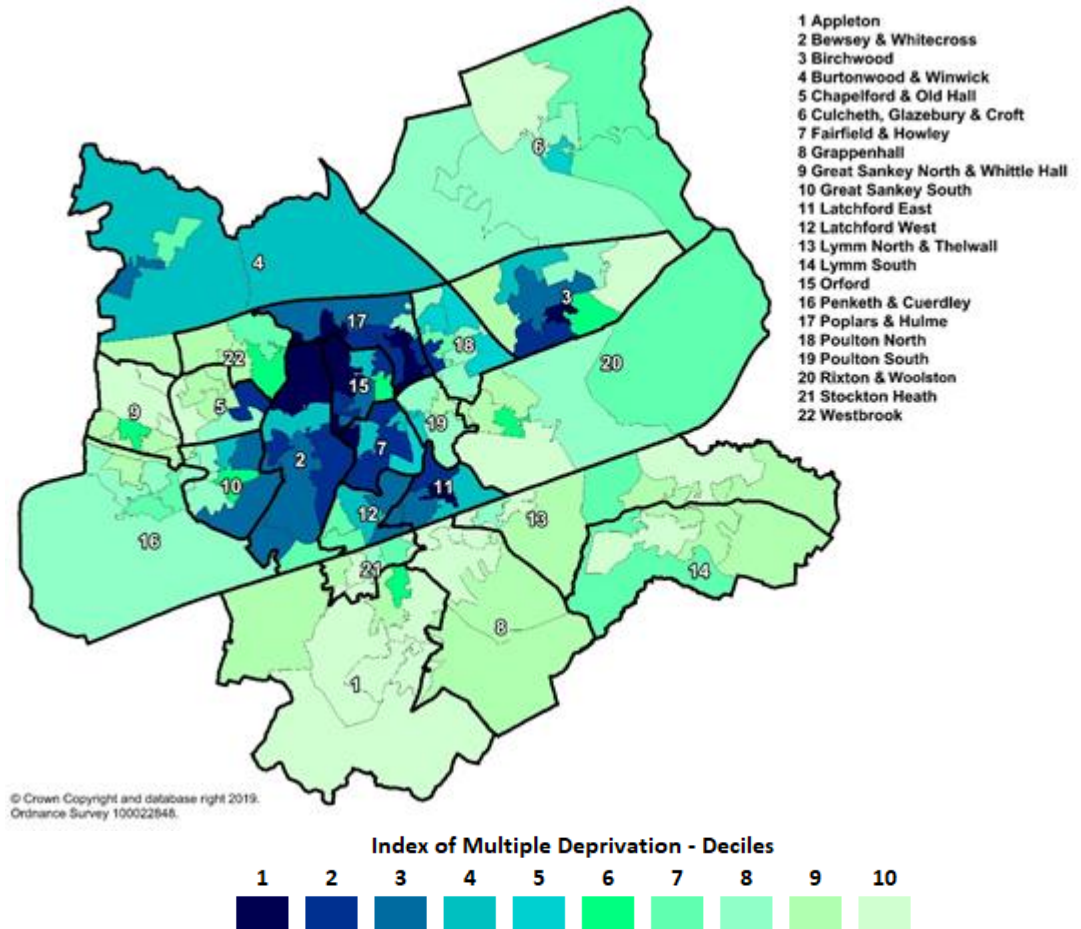 1 Appleton
2 Bewsey & Whitecross
3 Birchwood
4 Burtonwood & Winwick
5 Chapelford & Old Hall
6 Culcheth, Glazebury & Croft
7 Fairfield & Howley
8 Grappenhall
9 Great Sankey North & Whittle Hall
10 Great Sankey South
11 Latchford East
12 Latchford West
13 Lymm North & Thelwall
14 Lymm South
15 Orford
16 Penketh & Cuerdley
17 Poplars & Hulme
18 Poulton North
19 Poulton South
20 Rixton & Woolston
21 Stockton Heath
22 Westbrook
6
4
3
17
18
22
20
15
5
9
19
7
2
10
11
12
13
16
21
14
8
1
© Crown Copyright and database right 2019.
Ordnance Survey 100022848.
Index of Multiple Deprivation - Deciles
1 2 3 4 5 6 7 8 9 10